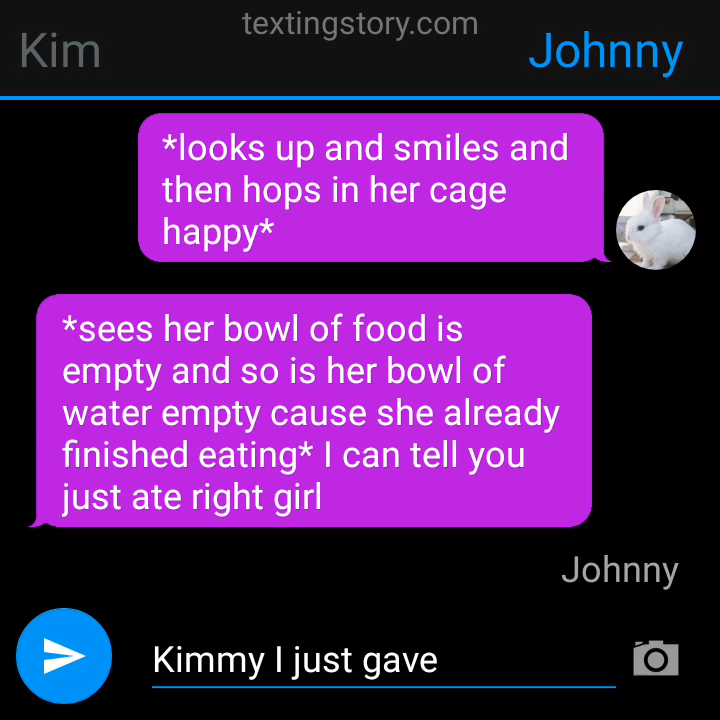 textingstory.com
Kim
Johnny
*looks up and smiles and
then hops in her cage
happy*
*sees her bowl of food is
empty and so is her bowl of
water empty cause she already
finished eating* I can tell you
just ate right girl
Johnny
Kimmy I just gave